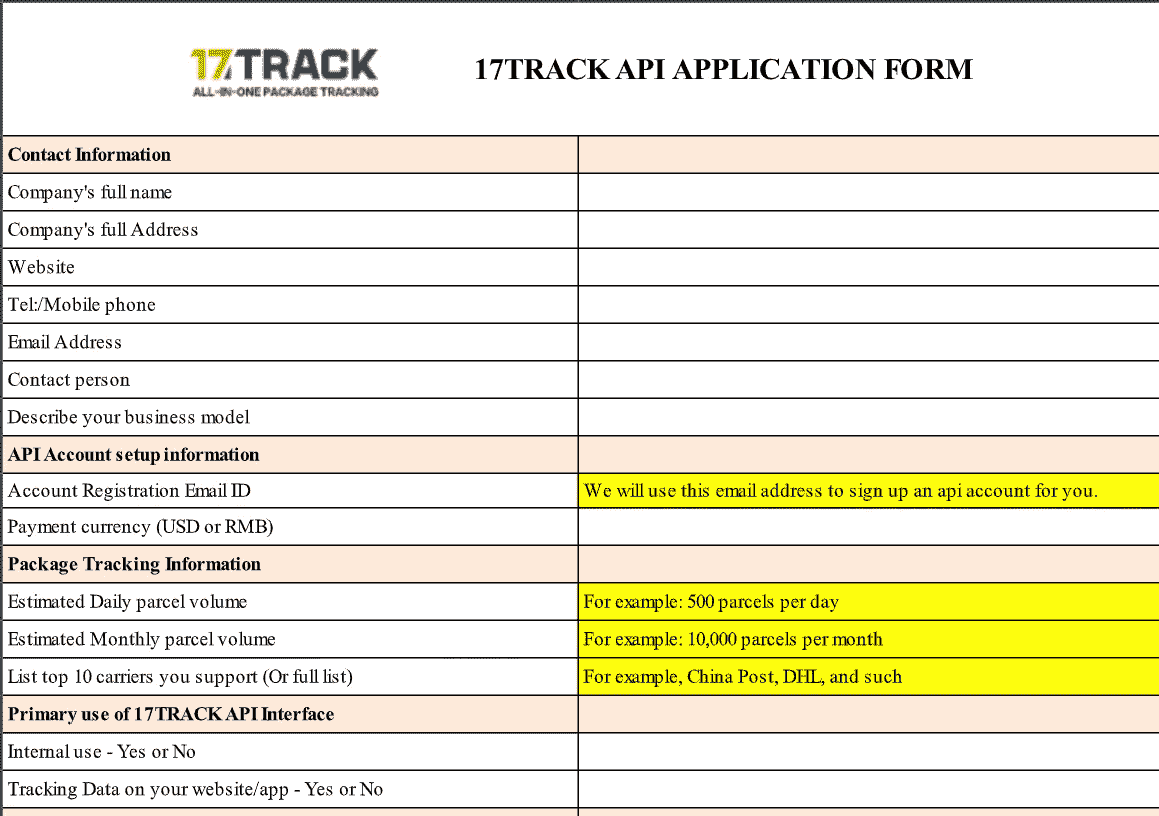 17TRACK
ALL-IN-ONE PACKAGE TRACKING
17TRACK API APPLICATION FORM
Contact Information
Company's full name
Company's full Address
Website
Tel:/Mobile phone
Email Address
Contact person
Describe your business model
API Account setup information
Account Registration Email ID
We will use this email address to sign up an api account for you.
Payment currency (USD or RMB)
Package Tracking Information
Estimated Daily parcel volume
For example: 500 parcels per day
Estimated Monthly parcel volume
For example: 10,000 parcels per month
List top 10 carriers you support (Or full list)
For example, China Post, DHL, and such
Primary use of 17TRACK API Interface
Internal use - Yes or No
Tracking Data on your website/app - Yes or No